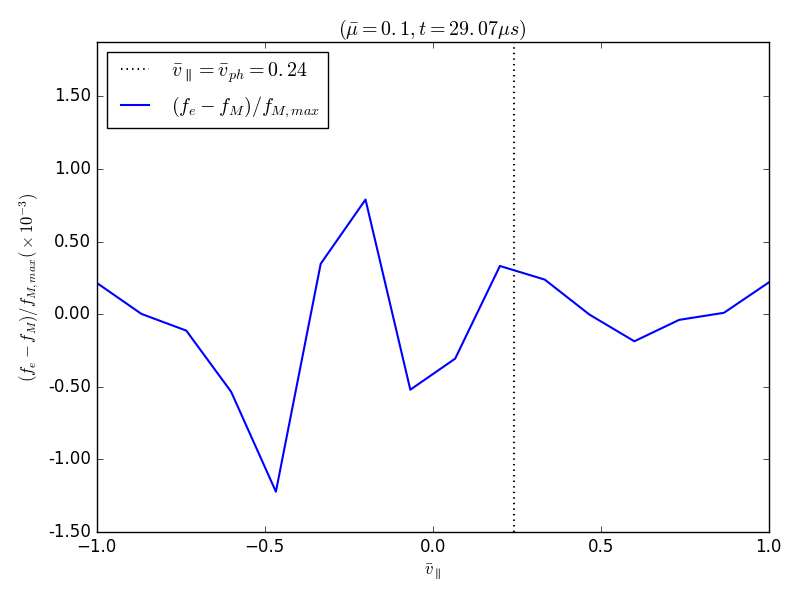 (μ̄ = 0.1, t = 29.07μs)
v̄∥ = v̄ph = 0.24
(fe − fM)/fM,max
(fe − fM)/fM,max(×10−3)
1.50
1.00
0.50
0.00
-0.50
-1.00
-1.50
−1.0 −0.5 0.0 0.5 1.0
v̄∥